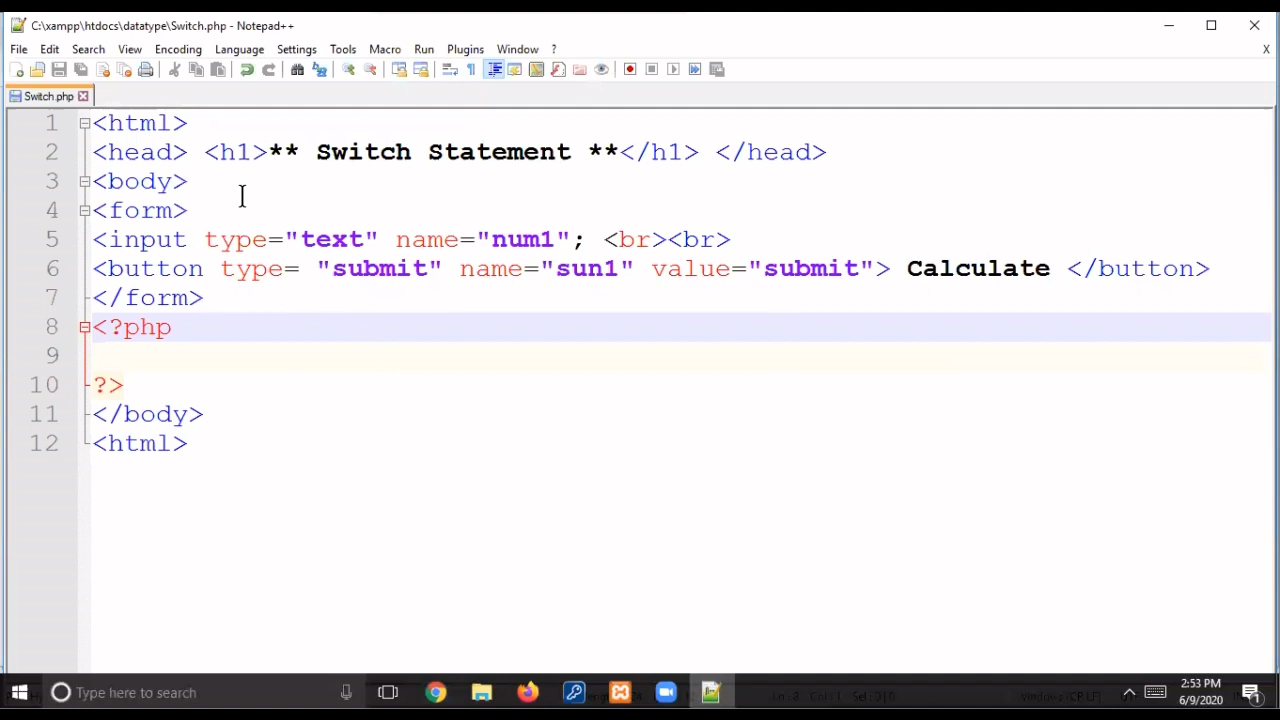 C:\xampp\htdocs\datatype\Switch.php - Notepad++
File Edit Search View Encoding Language Settings Tools Macro Run Plugins Window ? X
Switch.php
1 <html>
2 <head> <h1>** Switch Statement **</h1> </head>
3 <body>
4 <form>
5 <input type="text" name="num1"; <br><br>
6 <button type= "submit" name="sun1" value="submit"> Calculate </button>
7 </form>
8 <?php
9
10 ?>
11 </body>
12 <html>
Type here to search
2:53 PM
6/9/2020